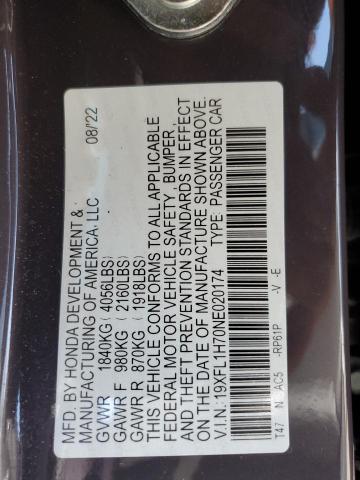 MFD. BY HONDA DEVELOPMENT &
MANUFACTURING OF AMERICA, LLC 08/'22
GVWR 1840KG ( 4056LBS)
GAWR F 980KG ( 2160LBS)
GAWR R 870KG ( 1918LBS)
THIS VEHICLE CONFORMS TO ALL APPLICABLE
FEDERAL MOTOR VEHICLE SAFETY , BUMPER ,
AND THEFT PREVENTION STANDARDS IN EFFECT
ON THE DATE OF MANUFACTURE SHOWN ABOVE.
V.I.N: 19XFL1H70NE020174 TYPE: PASSENGER CAR
T47 N AC5 -RP61P -V -E